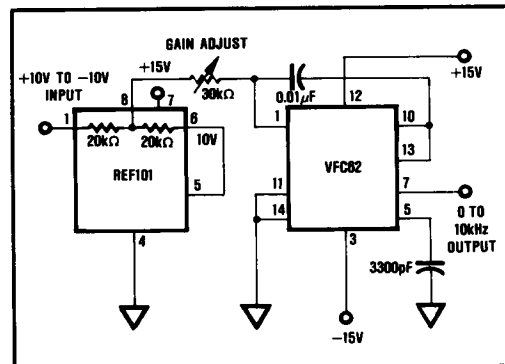 GAIN ADJUST
+15V
30kΩ
0.01µF
12
+15V
+10V TO -10V
INPUT
8
7
1
20kΩ
20kΩ
6
10V
REF101
5
4
1
10
13
VFC62
11
14
7
5
3
0 TO
10kHz
OUTPUT
3300pF
-15V